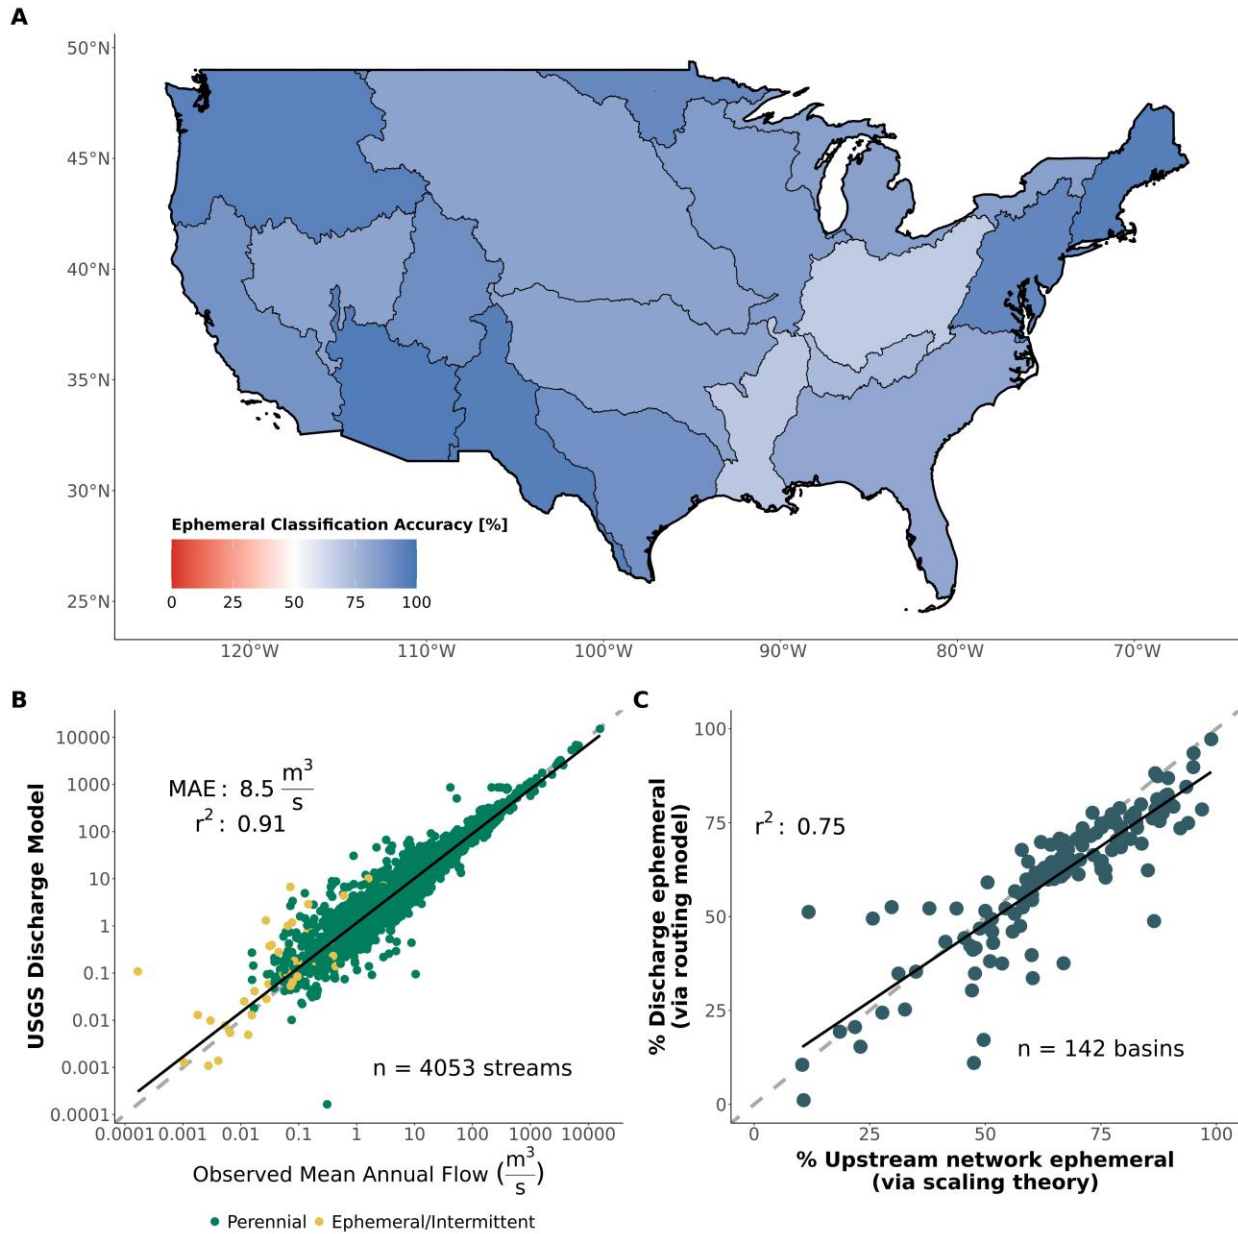 A
50°N
45°N
40°N
35°N
30°N
25°N
Ephemeral Classification Accuracy [%]
0 25 50 75 100
120°W 110°W 100°W 90°W 80°W 70°W
B
USGS Discharge Model
10000
1000
100
10
1
0.1
0.01
0.001
0.0001
MAE: 8.5 m³/s
r²: 0.91
n = 4053 streams
0.0001 0.001 0.01 0.1 1 10 100 1000 10000
Observed Mean Annual Flow (m³/s)
Perennial Ephemeral/Intermittent
C
% Discharge ephemeral
(via routing model)
100
75
50
25
0
r²: 0.75
n = 142 basins
0 25 50 75 100
% Upstream network ephemeral
(via scaling theory)